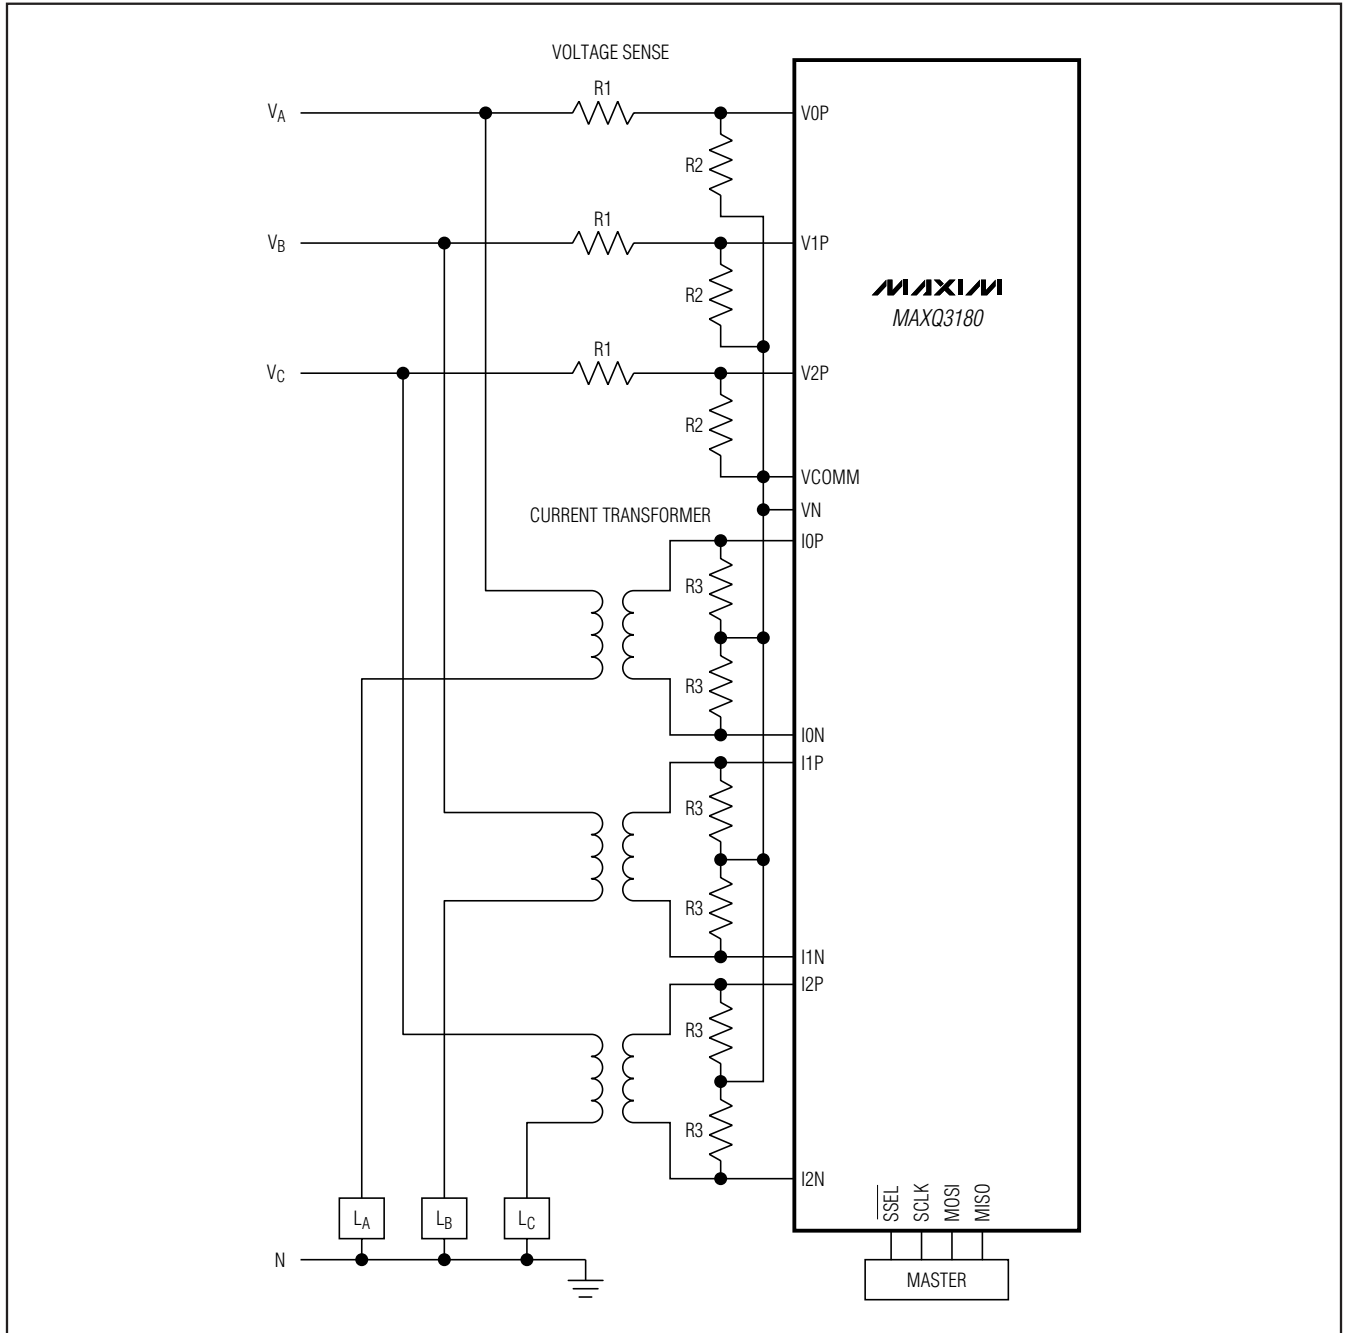 VOLTAGE SENSE
R1
VA
V0P
R2
R1
VB
V1P
R2
MAXIM
MAXQ3180
R1
VC
V2P
R2
VCOMM
VN
CURRENT TRANSFORMER
I0P
R3
R3
I0N
I1P
R3
R3
I1N
I2P
R3
R3
I2N
SSEL
SCLK
MOSI
MISO
LA
LB
LC
N
MASTER